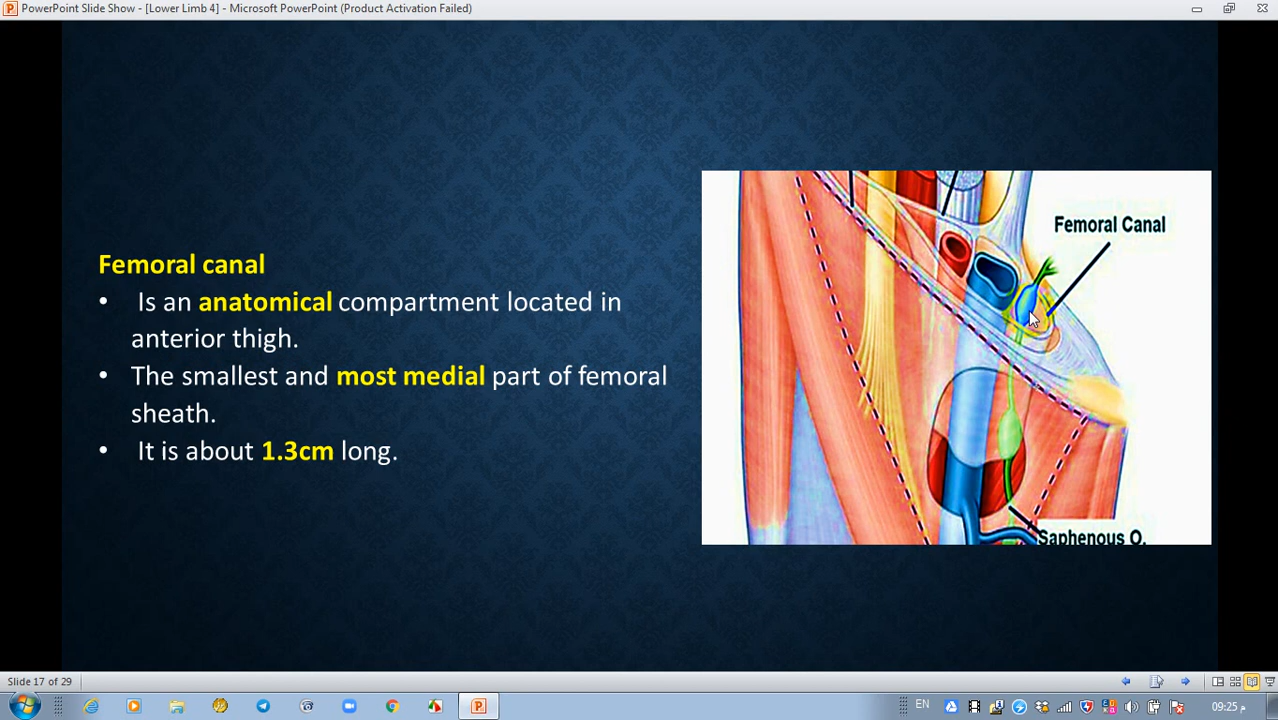 PowerPoint Slide Show - [Lower Limb 4] - Microsoft PowerPoint (Product Activation Failed)
Femoral canal
• Is an anatomical compartment located in
anterior thigh.
• The smallest and most medial part of femoral
sheath.
• It is about 1.3cm long.
Femoral Canal
Saphenous O.
Slide 17 of 29
EN
09:25 م